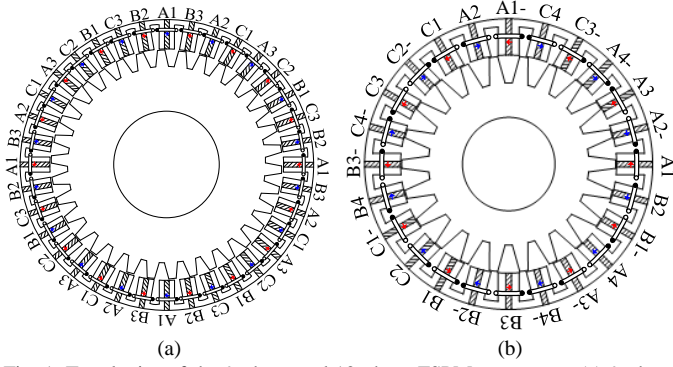 A1
B3
A2
C1
A3
C2
B1
C3
B2
A1
B3
A2
C1
A3
C2
B1
C3
B2
A1
B3
A2
C1
A3
C2
B1
C3
B2
A1
B3
A2
C1
A3
C2
B1
C3
B2
(a)
A1-
C4
C3-
A4-
A3
A2-
A1
B2
B1-
A4
A3-
B4-
B3
B2-
B1
C2
C1-
B4
B3-
C4-
C3
C2-
C1
A2
(b)